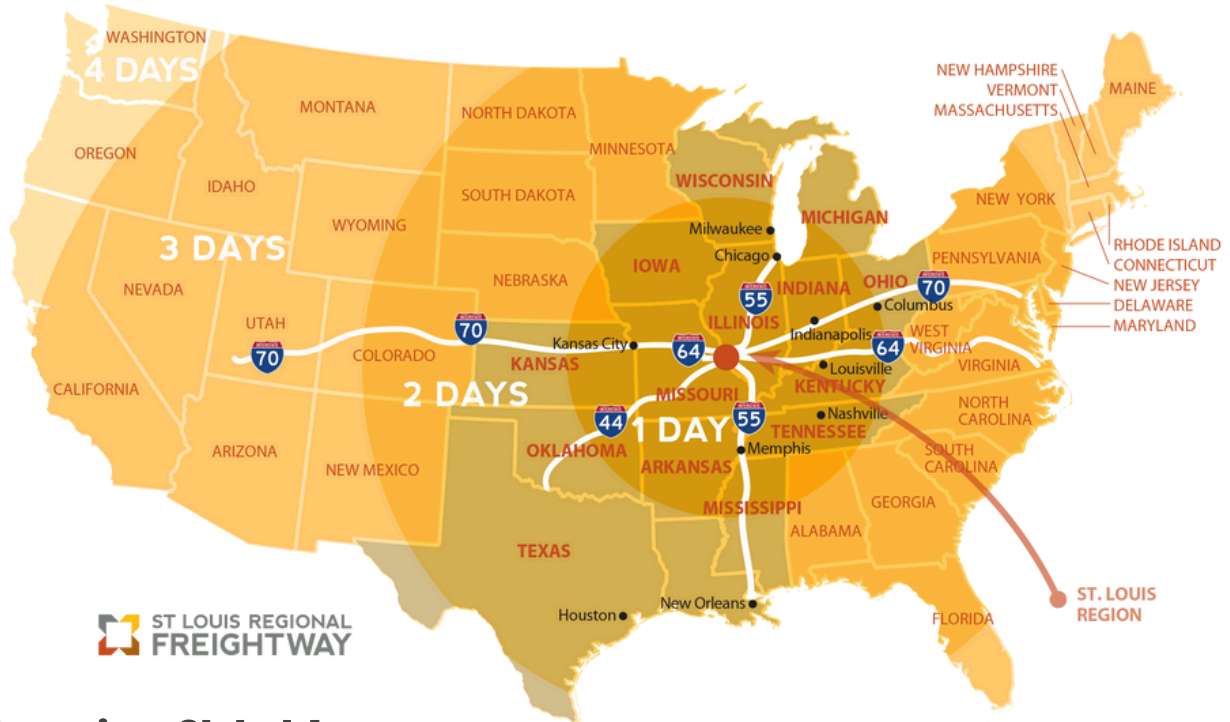 WASHINGTON
4 DAYS
MONTANA
NORTH DAKOTA
MINNESOTA
NEW HAMPSHIRE
VERMONT
MASSACHUSETTS
MAINE
OREGON
IDAHO
SOUTH DAKOTA
WISCONSIN
WYOMING
MICHIGAN
NEW YORK
3 DAYS
Milwaukee
Chicago
RHODE ISLAND
CONNECTICUT
NEW JERSEY
DELAWARE
MARYLAND
NEVADA
NEBRASKA
IOWA
INDIANA
OHIO
PENNSYLVANIA
70
55
Columbus
UTAH
ILLINOIS
Indianapolis
WEST
VIRGINIA
70
70
COLORADO
KANSAS
Kansas City
64
64
VIRGINIA
Louisville
CALIFORNIA
2 DAYS
MISSOURI
KENTUCKY
NORTH
CAROLINA
44
1 DAY
55
Nashville
TENNESSEE
ARIZONA
NEW MEXICO
OKLAHOMA
ARKANSAS
Memphis
SOUTH
CAROLINA
MISSISSIPPI
GEORGIA
ALABAMA
TEXAS
Houston
New Orleans
FLORIDA
ST. LOUIS
REGION
ST LOUIS REGIONAL
FREIGHTWAY